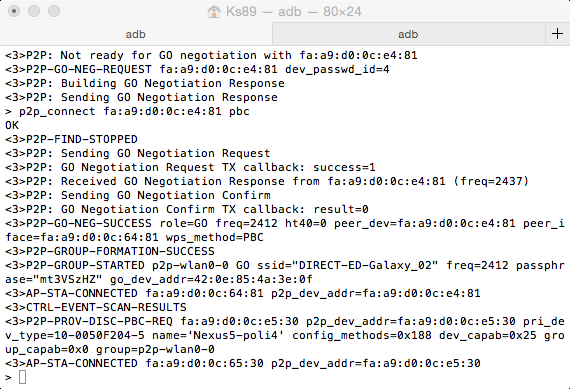 Ks89 — adb — 80×24
adb
adb
+
<3>P2P: Not ready for GO negotiation with fa:a9:d0:0c:e4:81
<3>P2P-GO-NEG-REQUEST fa:a9:d0:0c:e4:81 dev_passwd_id=4
<3>P2P: Building GO Negotiation Response
<3>P2P: Sending GO Negotiation Response
> p2p_connect fa:a9:d0:0c:e4:81 pbc
OK
<3>P2P-FIND-STOPPED
<3>P2P: Sending GO Negotiation Request
<3>P2P: GO Negotiation Request TX callback: success=1
<3>P2P: Received GO Negotiation Response from fa:a9:d0:0c:e4:81 (freq=2437)
<3>P2P: Sending GO Negotiation Confirm
<3>P2P: GO Negotiation Confirm TX callback: result=0
<3>P2P-GO-NEG-SUCCESS role=GO freq=2412 ht40=0 peer_dev=fa:a9:d0:0c:e4:81 peer_i
face=fa:a9:d0:0c:64:81 wps_method=PBC
<3>P2P-GROUP-FORMATION-SUCCESS
<3>P2P-GROUP-STARTED p2p-wlan0-0 GO ssid="DIRECT-ED-Galaxy_02" freq=2412 passphr
ase="mt3VSzHZ" go_dev_addr=42:0e:85:4a:3e:0f
<3>AP-STA-CONNECTED fa:a9:d0:0c:64:81 p2p_dev_addr=fa:a9:d0:0c:e4:81
<3>CTRL-EVENT-SCAN-RESULTS
<3>P2P-PROV-DISC-PBC-REQ fa:a9:d0:0c:e5:30 p2p_dev_addr=fa:a9:d0:0c:e5:30 pri_de
v_type=10-0050F204-5 name='Nexus5-poli4' config_methods=0x188 dev_capab=0x25 gro
up_capab=0x0 group=p2p-wlan0-0
<3>AP-STA-CONNECTED fa:a9:d0:0c:65:30 p2p_dev_addr=fa:a9:d0:0c:e5:30
>